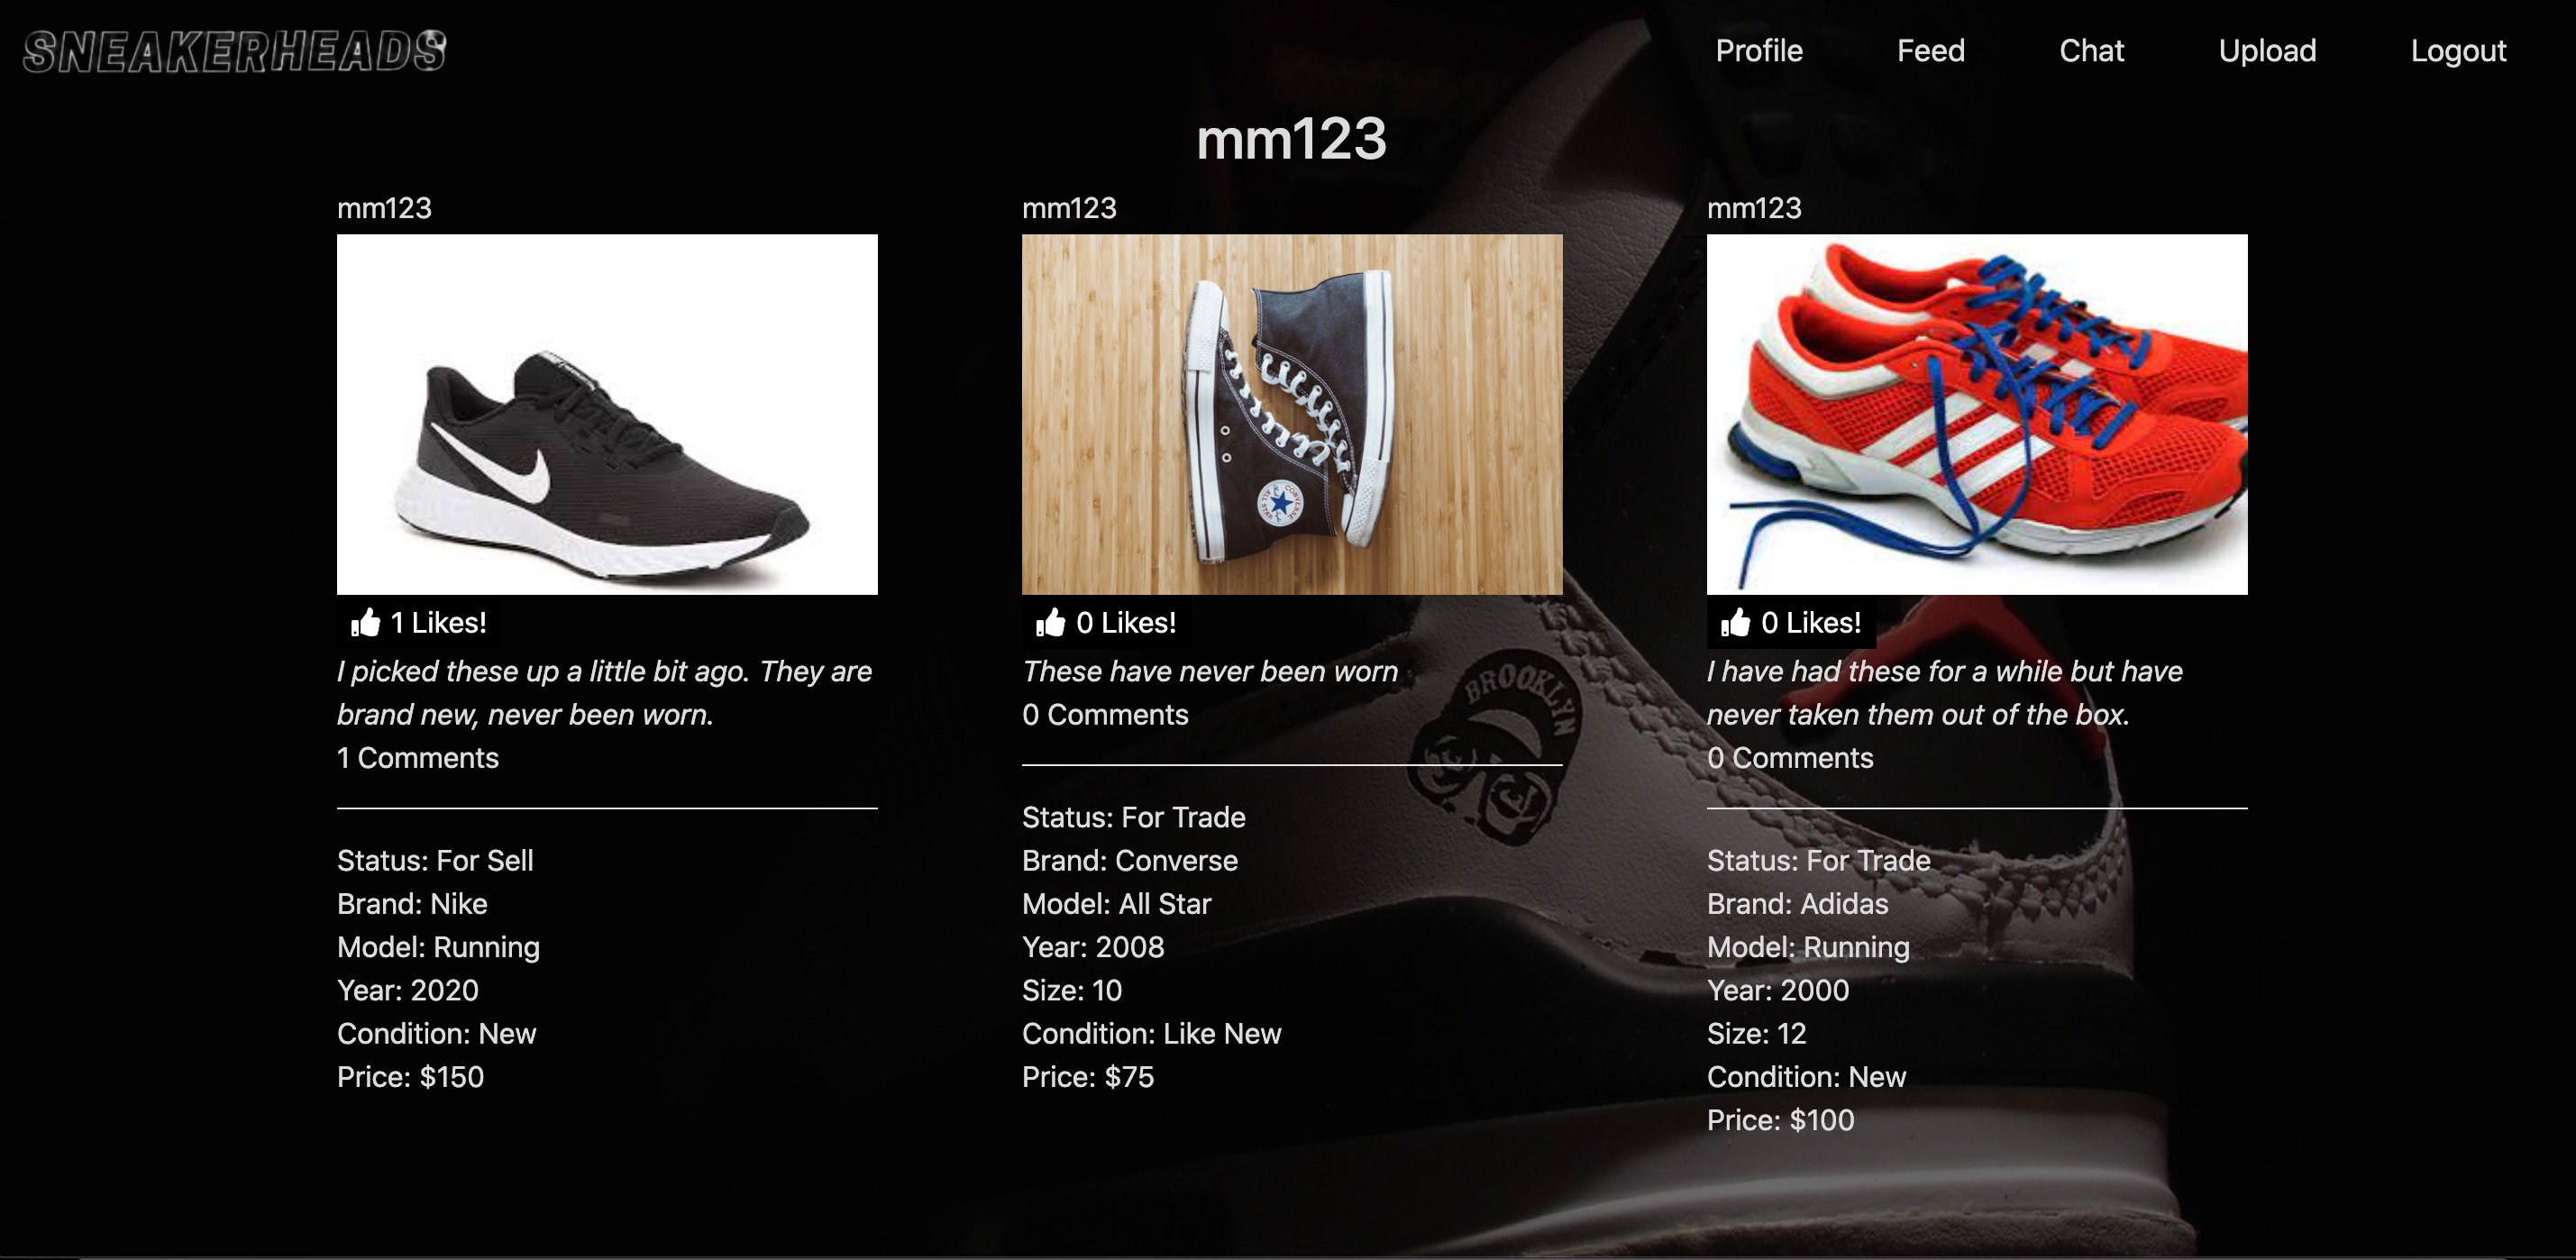 SNEAKERHEADS
Profile Feed Chat Upload Logout
mm123
mm123
1 Likes!
I picked these up a little bit ago. They are
brand new, never been worn.
1 Comments
Status: For Sell
Brand: Nike
Model: Running
Year: 2020
Condition: New
Price: $150
mm123
CONVERSE
ALL STAR
0 Likes!
These have never been worn
0 Comments
Status: For Trade
Brand: Converse
Model: All Star
Year: 2008
Size: 10
Condition: Like New
Price: $75
mm123
0 Likes!
I have had these for a while but have
never taken them out of the box.
0 Comments
Status: For Trade
Brand: Adidas
Model: Running
Year: 2000
Size: 12
Condition: New
Price: $100
BROOKLYN